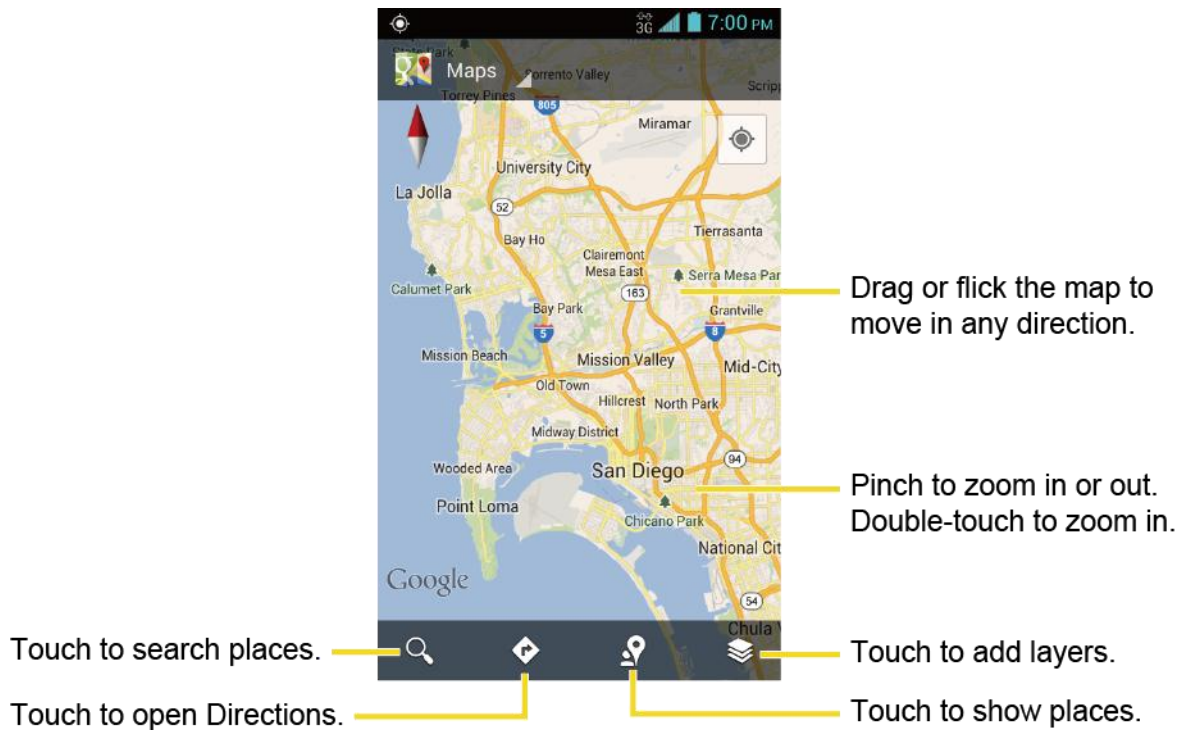 3G 7:00 PM
State Park
Maps
Sorrento Valley
Torrey Pines
Scripp
805
Miramar
University City
La Jolla
52
Tierrasanta
Bay Ho
Clairemont
Mesa East
Serra Mesa Par
Calumet Park
163
Drag or flick the map to
move in any direction.
Bay Park
Grantville
5
8
Mission Beach
Mission Valley
Mid-City
Old Town
Hillcrest
North Park
Midway District
94
Wooded Area
San Diego
Pinch to zoom in or out.
Double-touch to zoom in.
Point Loma
Chicano Park
National Cit
Google
54
Chula V
Touch to search places.
Touch to add layers.
Touch to open Directions.
Touch to show places.